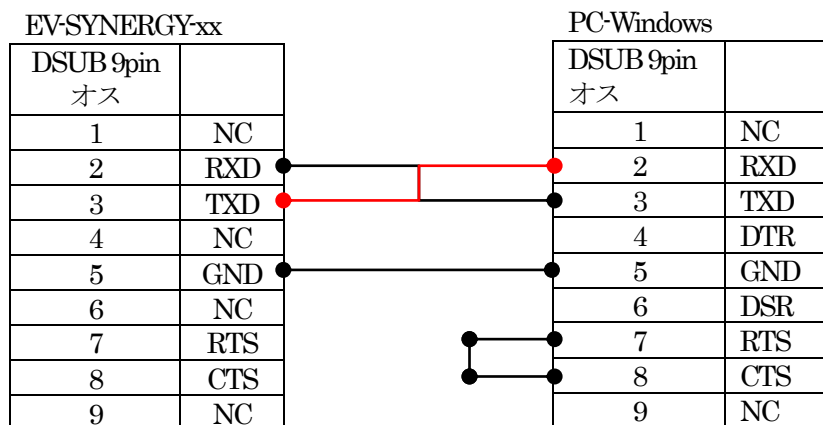 EV-SYNERGY-xx
DSUB 9pin
オス
1 NC
2 RXD
3 TXD
4 NC
5 GND
6 NC
7 RTS
8 CTS
9 NC
PC-Windows
DSUB 9pin
オス
1 NC
2 RXD
3 TXD
4 DTR
5 GND
6 DSR
7 RTS
8 CTS
9 NC